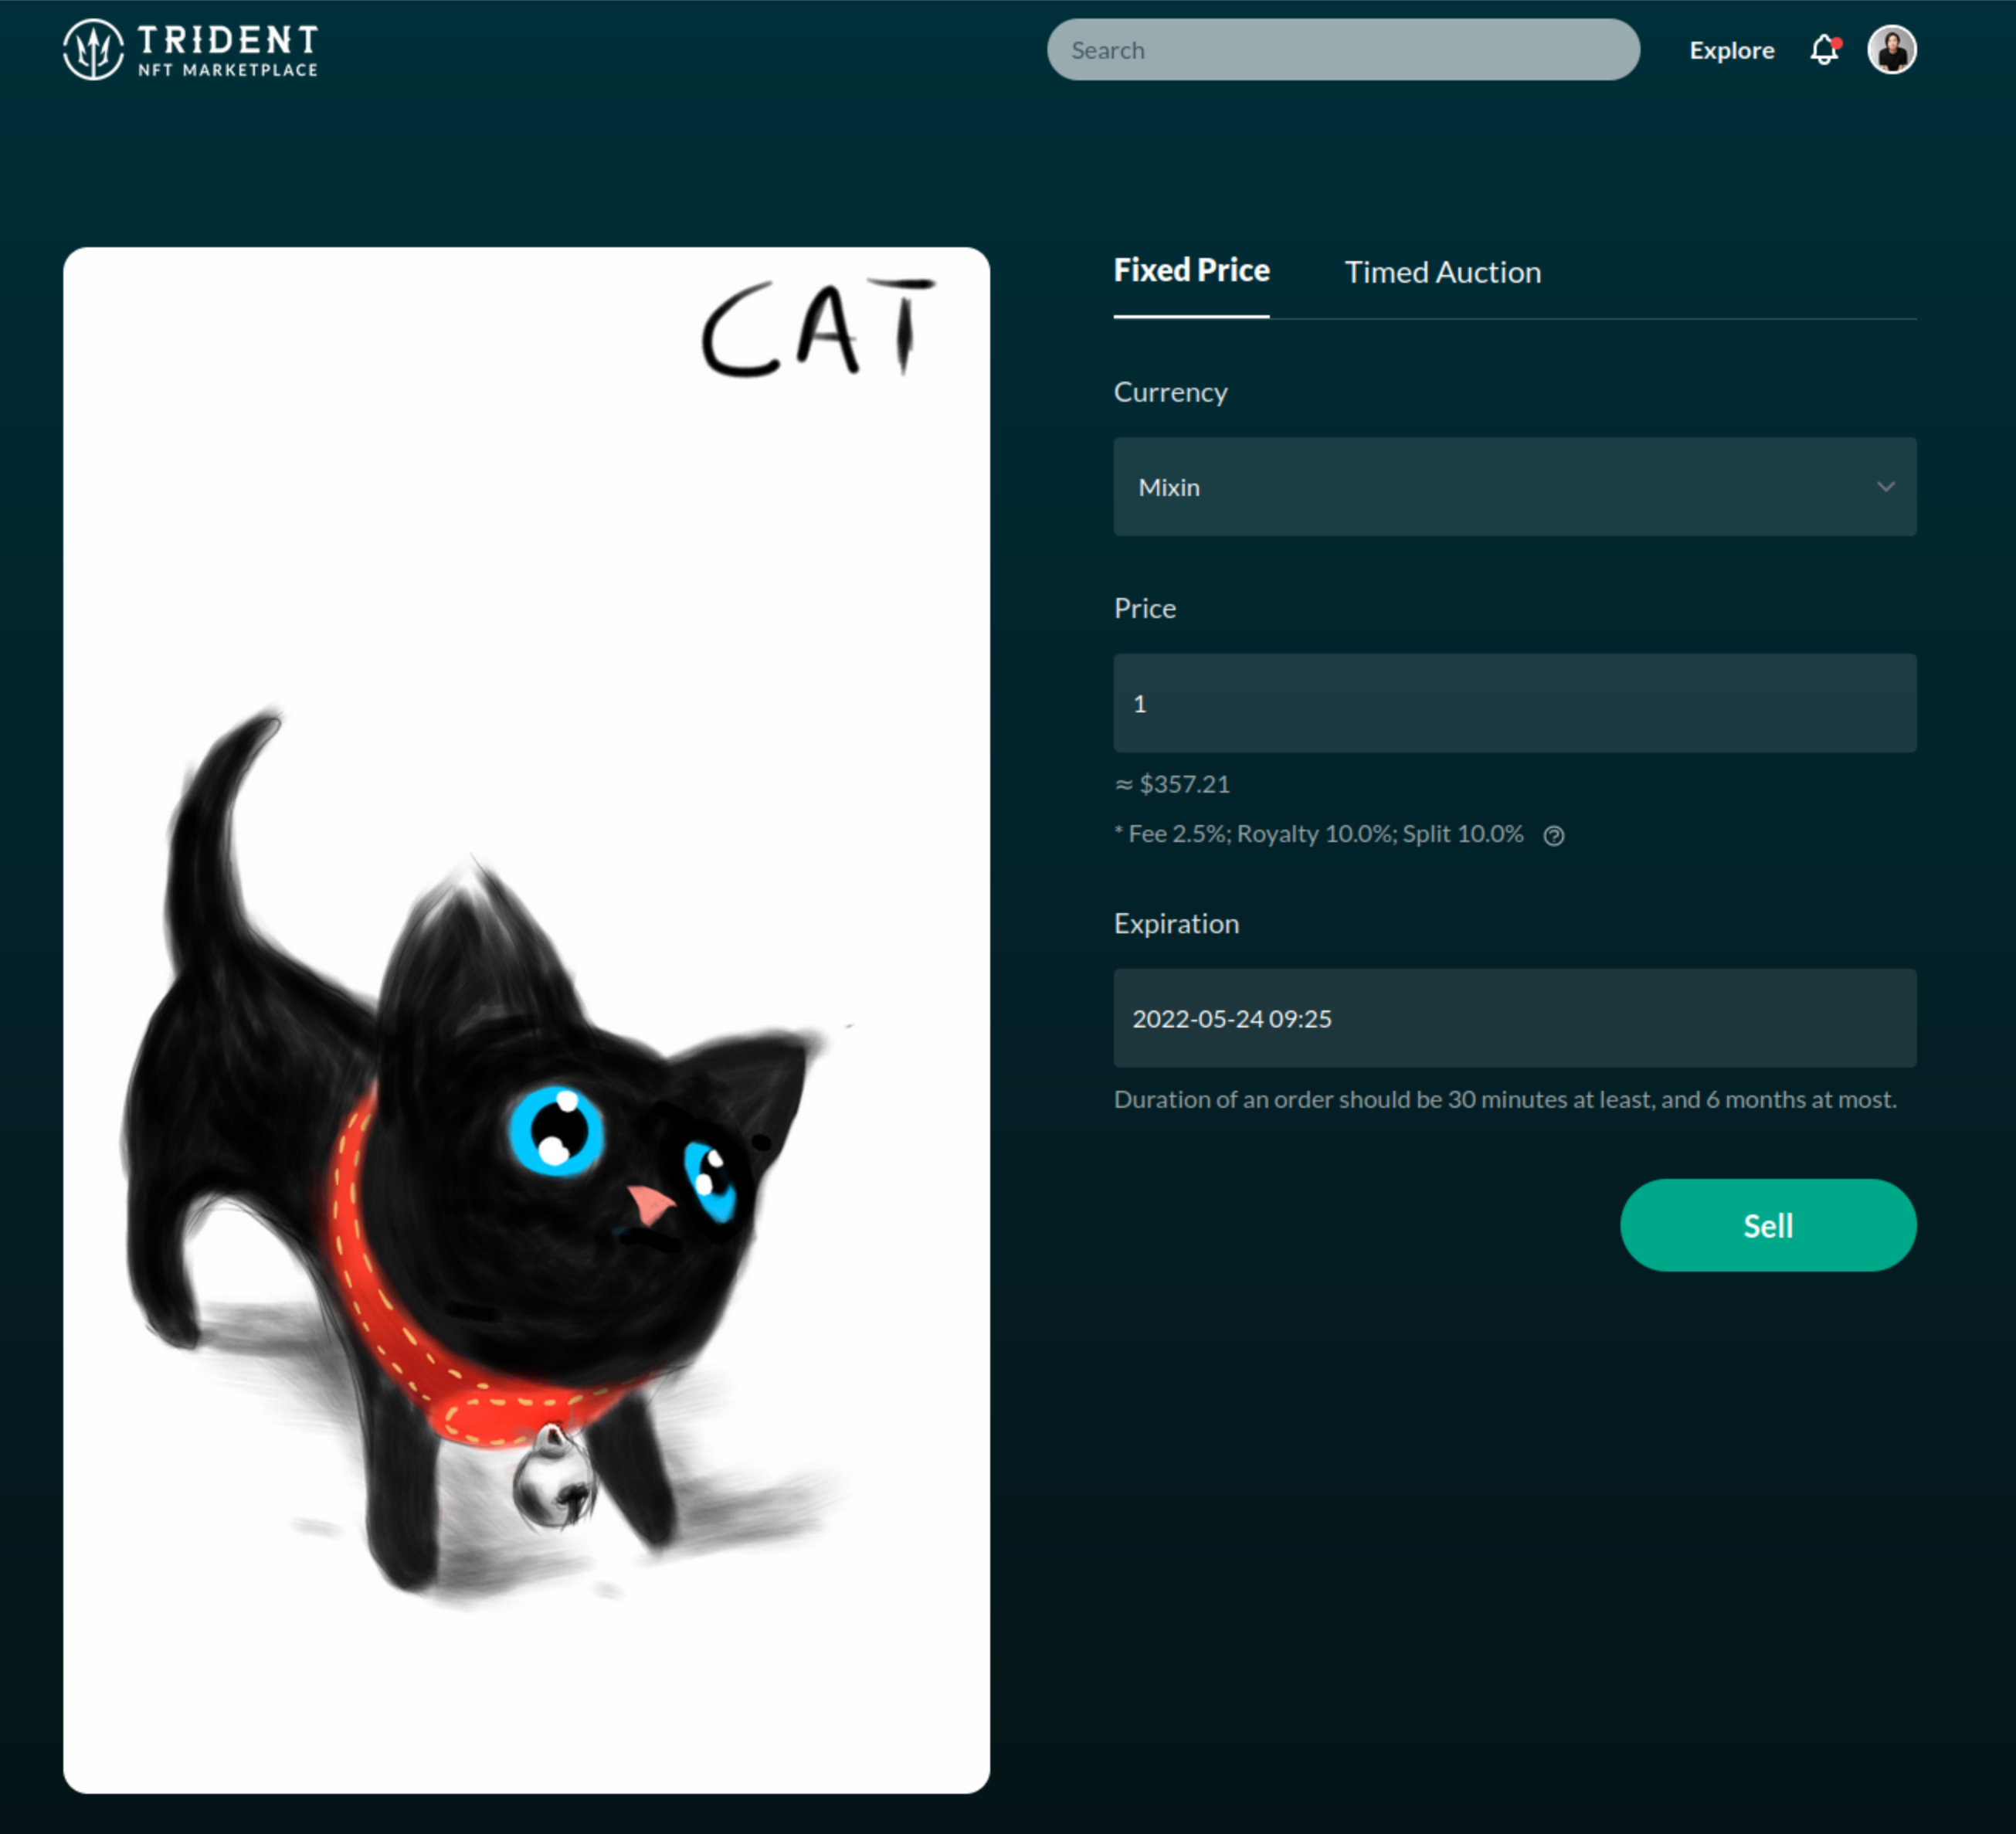 TRIDENT
NFT MARKETPLACE
Search
Explore
CAT
Fixed Price
Timed Auction
Currency
Mixin
Price
1
≈ $357.21
* Fee 2.5%; Royalty 10.0%; Split 10.0%
Expiration
2022-05-24 09:25
Duration of an order should be 30 minutes at least, and 6 months at most.
Sell